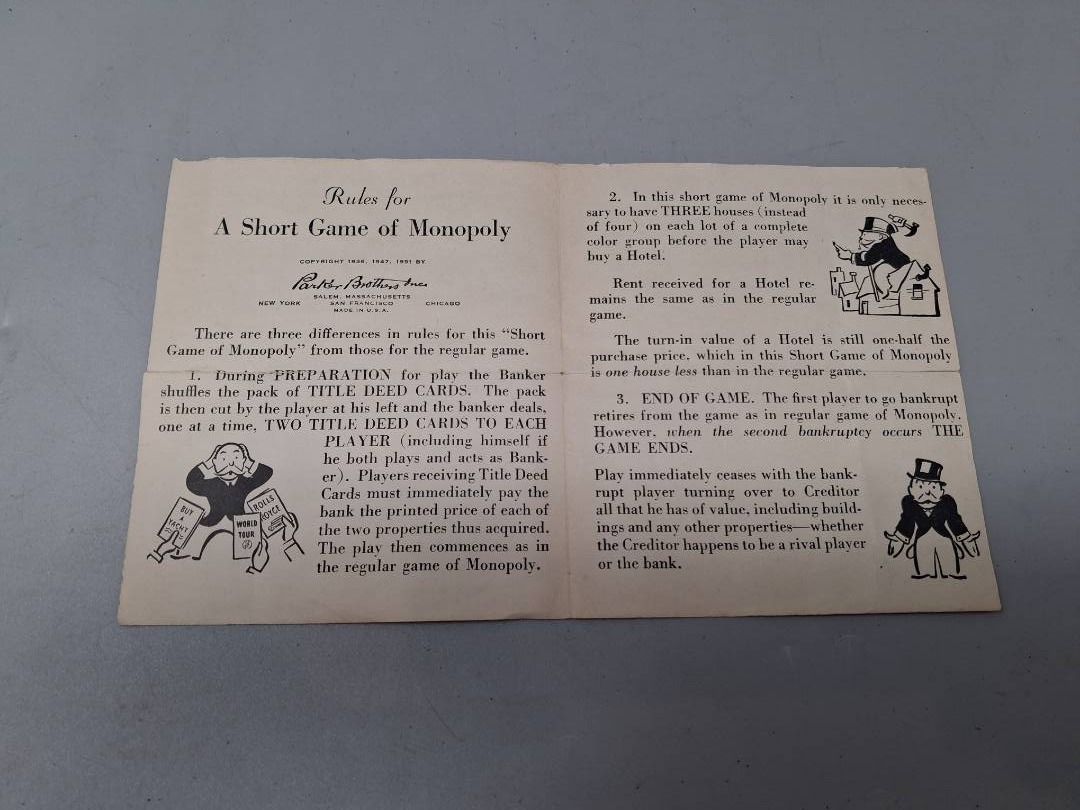 Rules for
A Short Game of Monopoly
COPYRIGHT 1936, 1947, 1951 BY
Parker Brothers Inc
SALEM, MASSACHUSETTS
NEW YORK SAN FRANCISCO CHICAGO
MADE IN U.S.A.
There are three differences in rules for this "Short
Game of Monopoly" from those for the regular game.
1. During PREPARATION for play the Banker
shuffles the pack of TITLE DEED CARDS. The pack
is then cut by the player at his left and the banker deals,
one at a time, TWO TITLE DEED CARDS TO EACH
PLAYER (including himself if
he both plays and acts as Bank-
er). Players receiving Title Deed
Cards must immediately pay the
bank the printed price of each of
the two properties thus acquired.
The play then commences as in
the regular game of Monopoly.
BUY
A
YACHT
WORLD
TOUR
ROLLS
ROYCE
2. In this short game of Monopoly it is only neces-
sary to have THREE houses (instead
of four) on each lot of a complete
color group before the player may
buy a Hotel.
Rent received for a Hotel re-
mains the same as in the regular
game.
The turn-in value of a Hotel is still one-half the
purchase price, which in this Short Game of Monopoly
is one house less than in the regular game.
3. END OF GAME. The first player to go bankrupt
retires from the game as in regular game of Monopoly.
However, when the second bankruptcy occurs THE
GAME ENDS.
Play immediately ceases with the bank-
rupt player turning over to Creditor
all that he has of value, including build-
ings and any other properties—whether
the Creditor happens to be a rival player
or the bank.